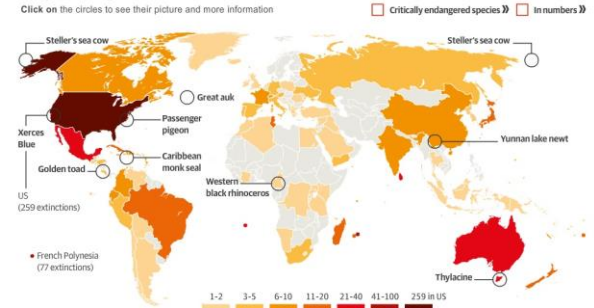 Click on the circles to see their picture and more information
Critically endangered species »
In numbers »
Steller's sea cow
Steller's sea cow
Great auk
Passenger
pigeon
Xerces
Blue
Yunnan lake newt
Caribbean
monk seal
Golden toad
Western
black rhinoceros
US
(259 extinctions)
French Polynesia
(77 extinctions)
Thylacine
1-2 3-5 6-10 11-20 21-40 41-100 259 in US